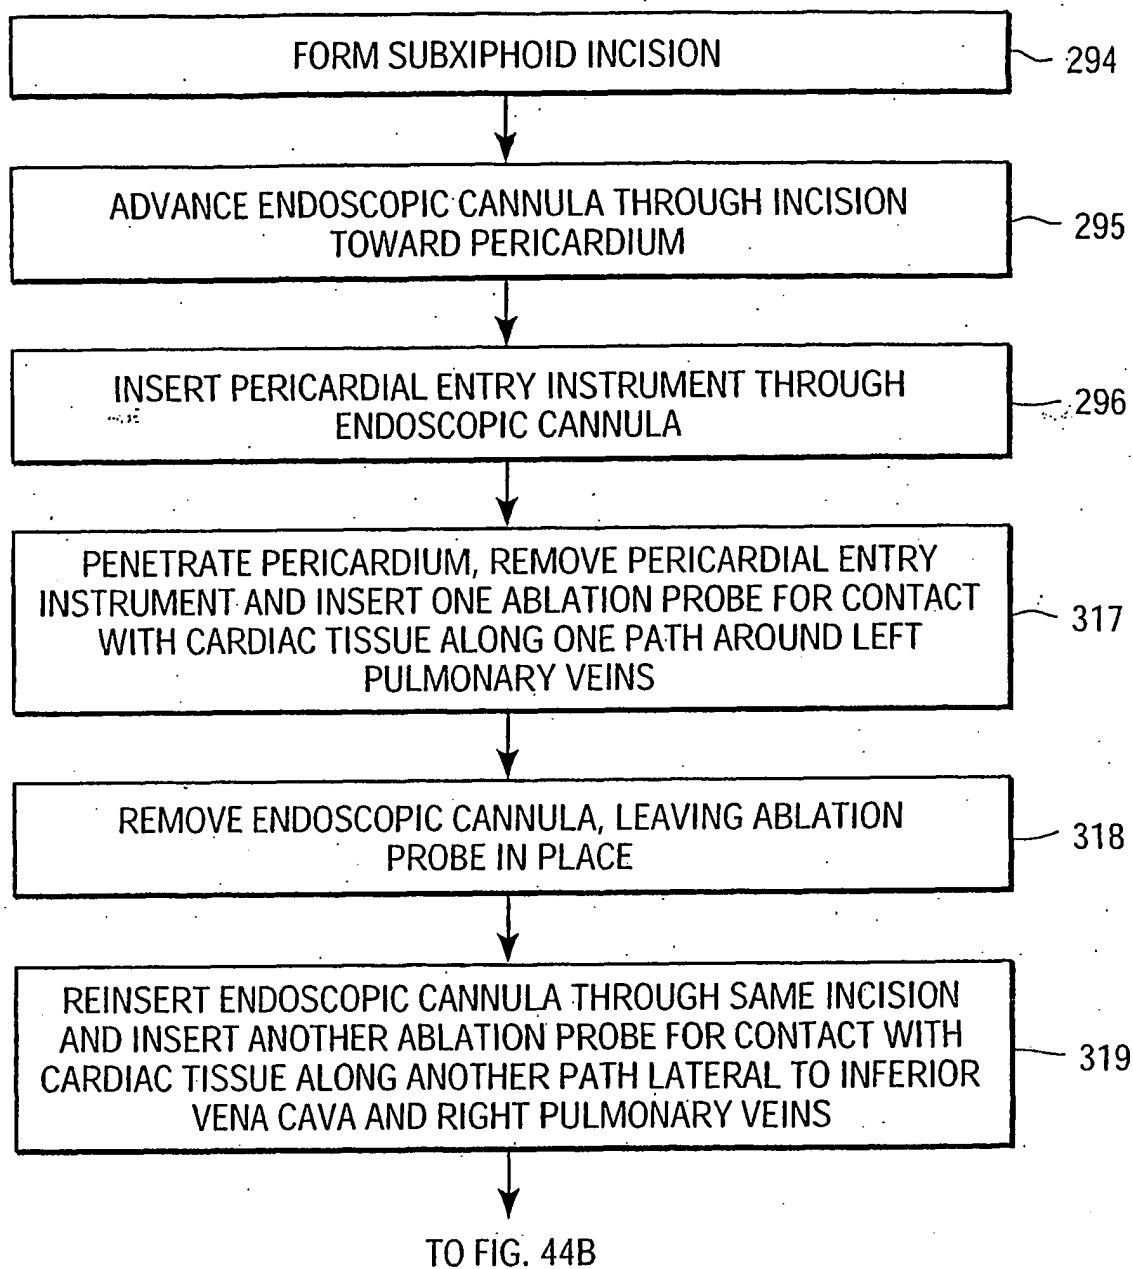 FORM SUBXIPHOID INCISION
294
ADVANCE ENDOSCOPIC CANNULA THROUGH INCISION
TOWARD PERICARDIUM
295
INSERT PERICARDIAL ENTRY INSTRUMENT THROUGH
ENDOSCOPIC CANNULA
296
PENETRATE PERICARDIUM, REMOVE PERICARDIAL ENTRY
INSTRUMENT AND INSERT ONE ABLATION PROBE FOR CONTACT
WITH CARDIAC TISSUE ALONG ONE PATH AROUND LEFT
PULMONARY VEINS
317
REMOVE ENDOSCOPIC CANNULA, LEAVING ABLATION
PROBE IN PLACE
318
REINSERT ENDOSCOPIC CANNULA THROUGH SAME INCISION
AND INSERT ANOTHER ABLATION PROBE FOR CONTACT WITH
CARDIAC TISSUE ALONG ANOTHER PATH LATERAL TO INFERIOR
VENA CAVA AND RIGHT PULMONARY VEINS
319
TO FIG. 44B